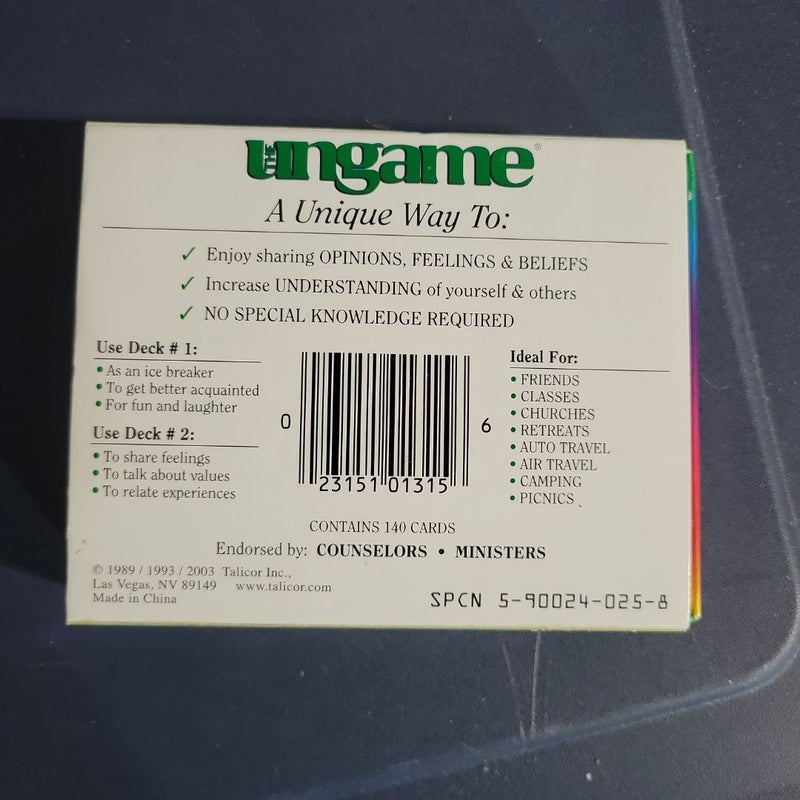 THE ungame®
A Unique Way To:
✓ Enjoy sharing OPINIONS, FEELINGS & BELIEFS
✓ Increase UNDERSTANDING of yourself & others
✓ NO SPECIAL KNOWLEDGE REQUIRED
Use Deck # 1:
• As an ice breaker
• To get better acquainted
• For fun and laughter
Use Deck # 2:
• To share feelings
• To talk about values
• To relate experiences
0 23151 01315 6
Ideal For:
• FRIENDS
• CLASSES
• CHURCHES
• RETREATS
• AUTO TRAVEL
• AIR TRAVEL
• CAMPING
• PICNICS
CONTAINS 140 CARDS
Endorsed by: COUNSELORS • MINISTERS
© 1989 / 1993 / 2003 Talicor Inc.,
Las Vegas, NV 89149 www.talicor.com
Made in China
SPCN 5-90024-025-8